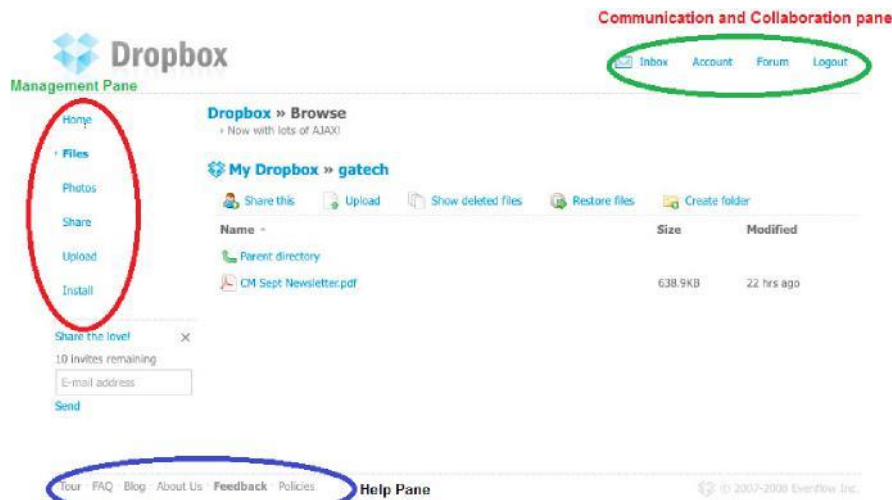 Communication and Collaboration pane
Dropbox
Inbox Account Forum Logout
Management Pane
Home
Files
Photos
Share
Upload
Install
Dropbox » Browse
Now with lots of AJAX!
My Dropbox » gatech
Share this Upload Show deleted files Restore files Create folder
Name Size Modified
Parent directory
CM Sept Newsletter.pdf 638.9KB 22 hrs ago
Share the love!
10 invites remaining
E-mail address
Send
Tour · FAQ · Blog · About Us · Feedback · Policies
Help Pane
© 2007-2008 Evenflow Inc.